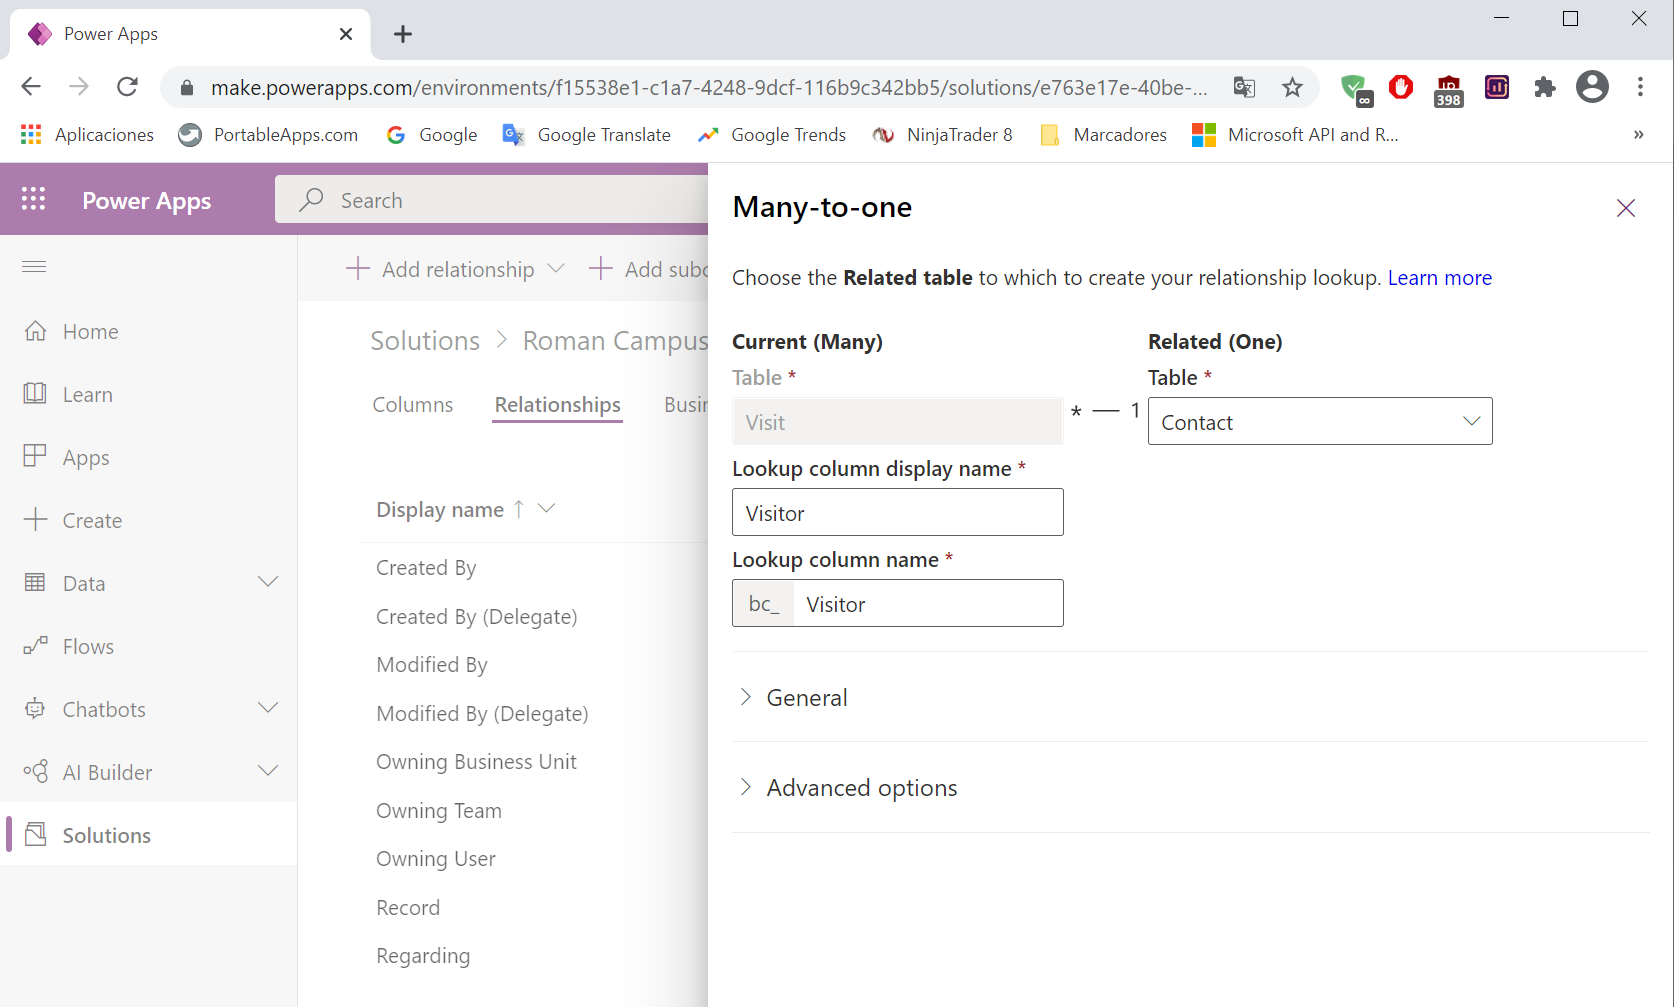 Power Apps
make.powerapps.com/environments/f15538e1-c1a7-4248-9dcf-116b9c342bb5/solutions/e763e17e-40be-...
398
Aplicaciones
PortableApps.com
Google
Google Translate
Google Trends
NinjaTrader 8
Marcadores
Microsoft API and R...
»
Power Apps
Search
Home
Learn
Apps
Create
Data
Flows
Chatbots
AI Builder
Solutions
Add relationship
Add subc
Solutions > Roman Campus
Columns
Relationships
Busin
Display name ↑
Created By
Created By (Delegate)
Modified By
Modified By (Delegate)
Owning Business Unit
Owning Team
Owning User
Record
Regarding
Many-to-one
Choose the Related table to which to create your relationship lookup. Learn more
Current (Many)
Table *
Visit
* — 1
Related (One)
Table *
Contact
Lookup column display name *
Visitor
Lookup column name *
bc_ Visitor
General
Advanced options